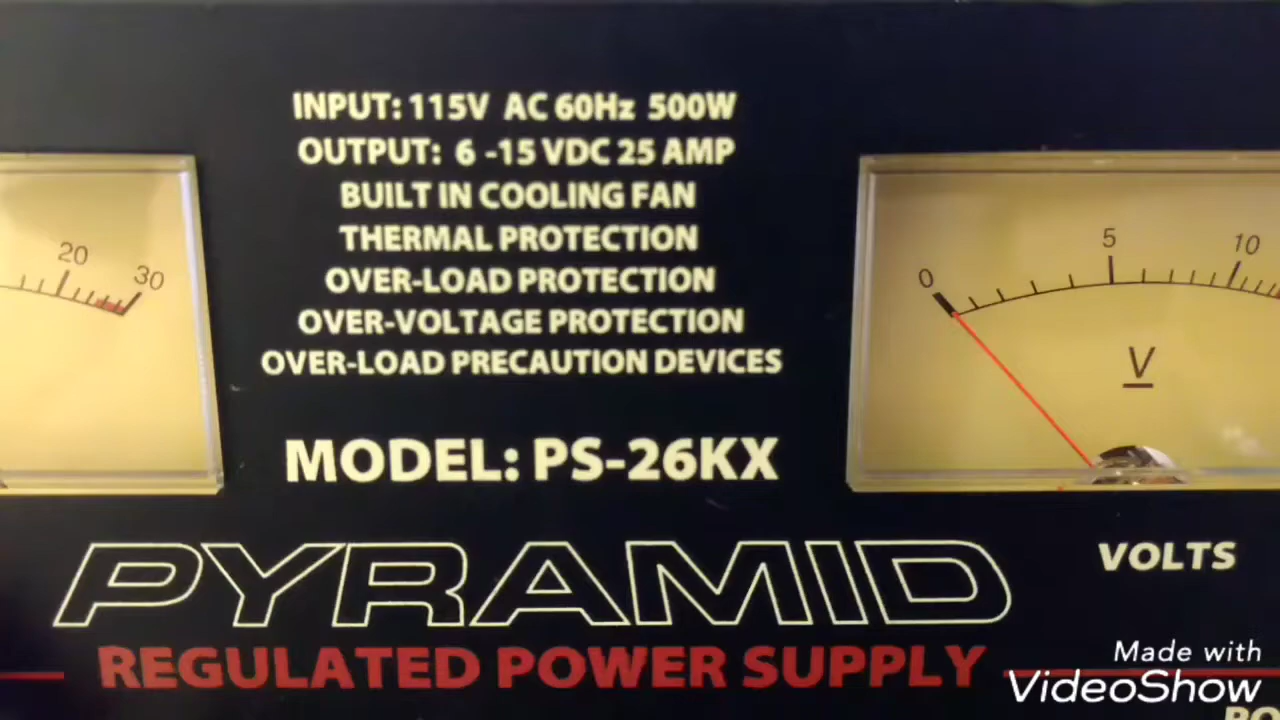 INPUT: 115V AC 60Hz 500W
OUTPUT: 6 -15 VDC 25 AMP
BUILT IN COOLING FAN
THERMAL PROTECTION
OVER-LOAD PROTECTION
OVER-VOLTAGE PROTECTION
OVER-LOAD PRECAUTION DEVICES
MODEL: PS-26KX
20 30
0 5 10
V
PYRAMID
VOLTS
REGULATED POWER SUPPLY
Made with
VideoShow